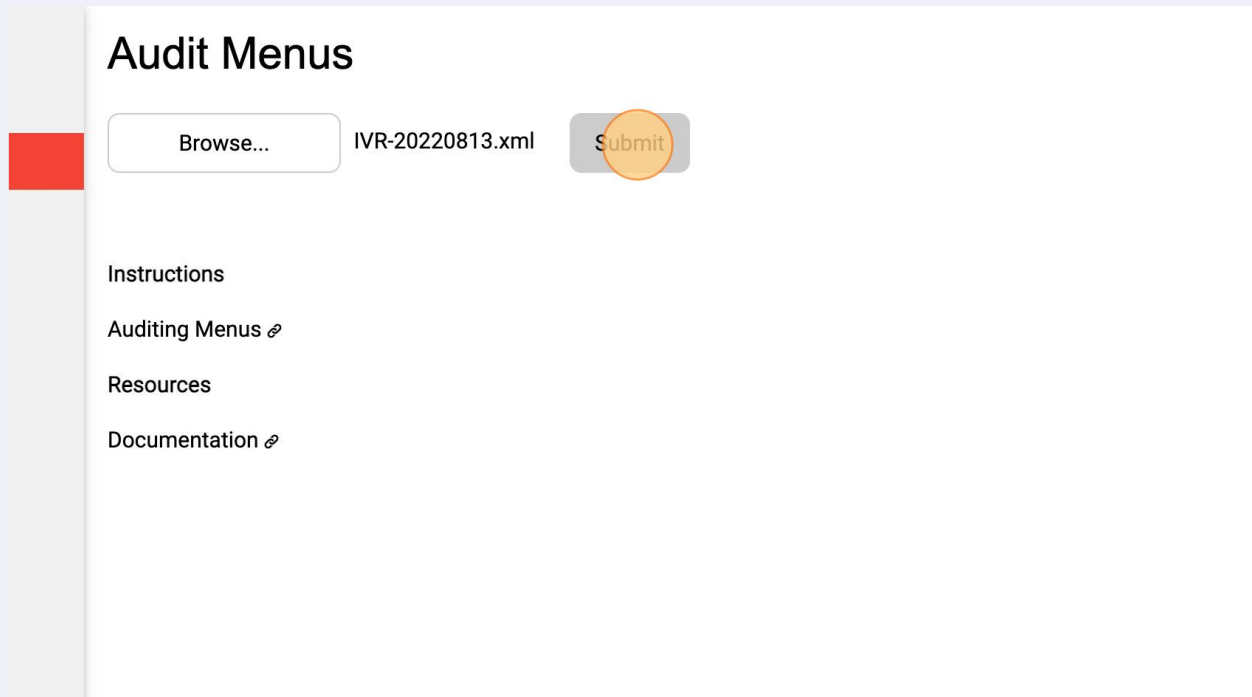 Audit Menus
Browse... IVR-20220813.xml Submit
Instructions
Auditing Menus
Resources
Documentation